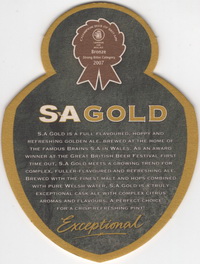 Bronze
Strong Bitter Category
2007
SA GOLD
S.A GOLD IS A FULL-FLAVOURED, HOPPY AND
REFRESHING GOLDEN ALE, BREWED AT THE HOME OF
THE FAMOUS BRAINS S.A IN WALES. AS AN AWARD
WINNER AT THE GREAT BRITISH BEER FESTIVAL FIRST
TIME OUT, S.A GOLD MEETS A GROWING TREND FOR
COMPLEX, FULLER-FLAVOURED AND REFRESHING ALE.
BREWED WITH THE FINEST MALT AND HOPS COMBINED
WITH PURE WELSH WATER, S.A GOLD IS A TRULY
EXCEPTIONAL CASK ALE WITH COMPLEX CITRUS
AROMAS AND FLAVOURS. A PERFECT CHOICE
FOR A CRISP REFRESHING PINT!
Exceptional